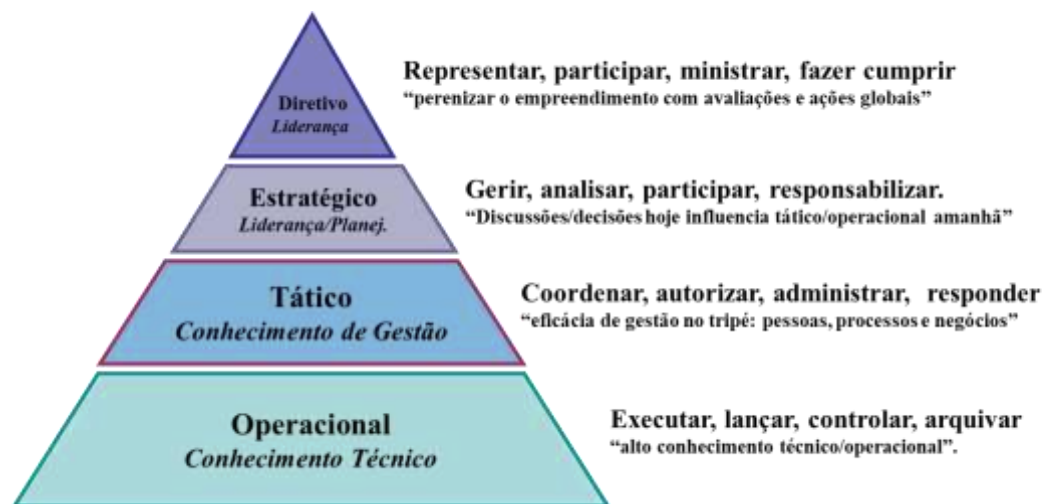 Diretivo
Liderança
Representar, participar, ministrar, fazer cumprir
“perenizar o empreendimento com avaliações e ações globais”
Estratégico
Liderança/Planej.
Gerir, analisar, participar, responsabilizar.
“Discussões/decisões hoje influencia tático/operacional amanhã”
Tático
Conhecimento de Gestão
Coordenar, autorizar, administrar, responder
“eficácia de gestão no tripé: pessoas, processos e negócios”
Operacional
Conhecimento Técnico
Executar, lançar, controlar, arquivar
“alto conhecimento técnico/operacional”.